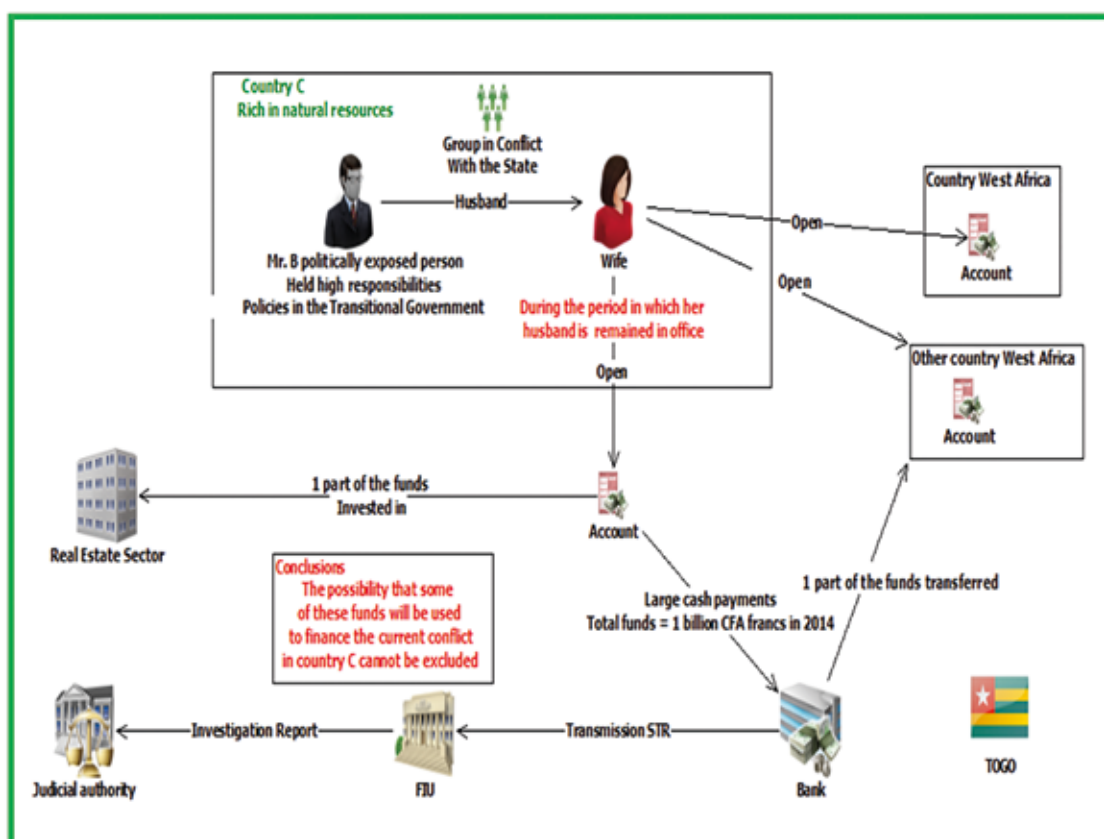 Country C
Rich in natural resources
Group in Conflict
With the State
Husband
Mr. B politically exposed person
Held high responsibilities
Policies in the Transitional Government
Wife
During the period in which her
husband is remained in office
Open
Open
Open
Country West Africa
Account
Other country West Africa
Account
1 part of the funds
Invested in
Real Estate Sector
Account
Conclusions
The possibility that some
of these funds will be used
to finance the current conflict
in country C cannot be excluded
Large cash payments
Total funds = 1 billion CFA francs in 2014
1 part of the funds transferred
Judicial authority
Investigation Report
FIU
Transmission STR
Bank
TOGO